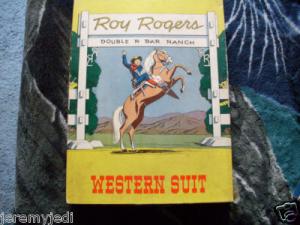 Roy Rogers
DOUBLE R BAR RANCH
WESTERN SUIT
jeremyjedi